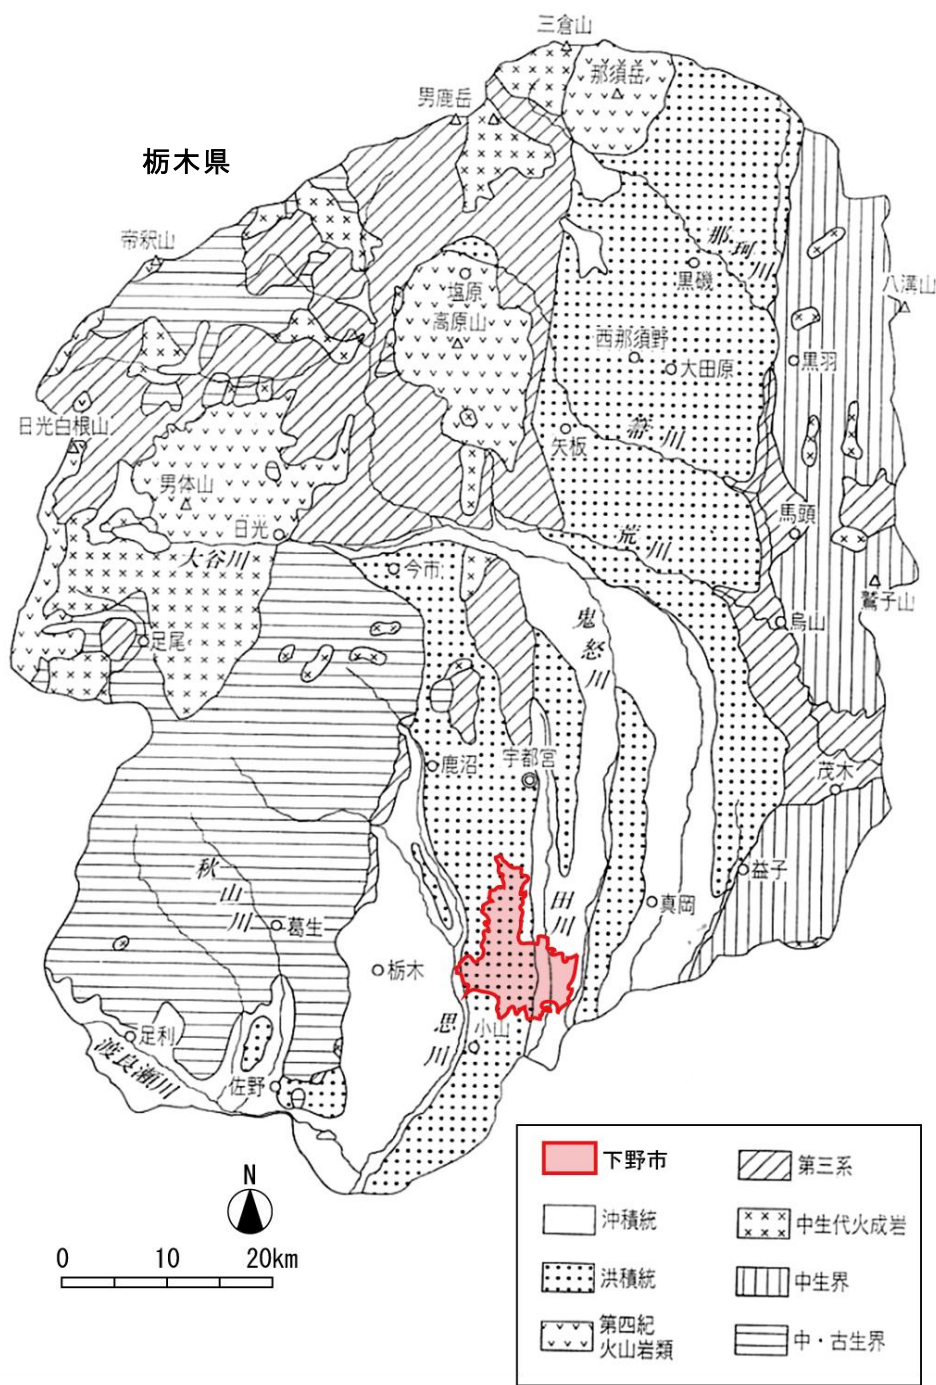 三倉山
那須岳
男鹿岳
栃木県
帝釈山
那珂川
黒磯
八溝山
塩原
高原山
西那須野
大田原
黒羽
日光白根山
箒川
矢板
男体山
馬頭
日光
荒川
大谷川
今市
鷲子山
鬼怒川
烏山
足尾
鹿沼
宇都宮
茂木
秋山川
益子
田川
真岡
葛生
栃木
思川
小山
足利
渡良瀬川
佐野
N
0 10 20km
下野市
沖積統
洪積統
第四紀
火山岩類
第三系
中生代火成岩
中生界
中・古生界